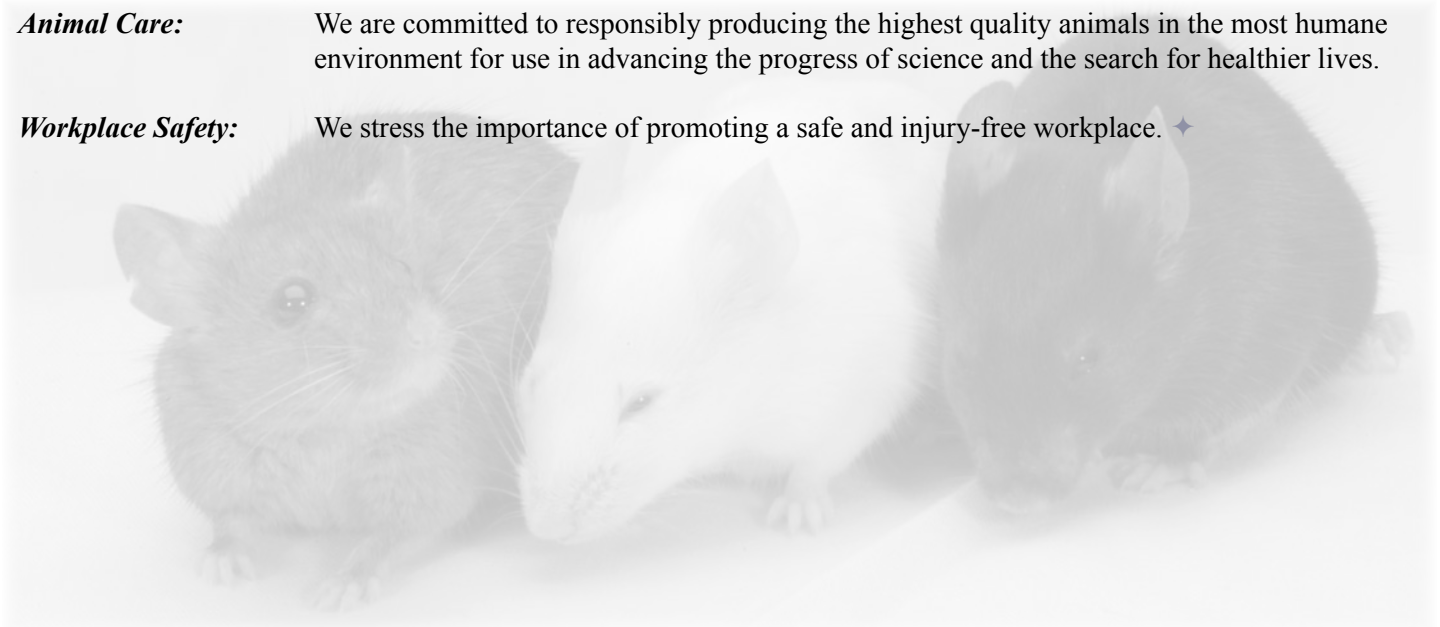 Animal Care: We are committed to responsibly producing the highest quality animals in the most humane
environment for use in advancing the progress of science and the search for healthier lives.
Workplace Safety: We stress the importance of promoting a safe and injury-free workplace. ✦